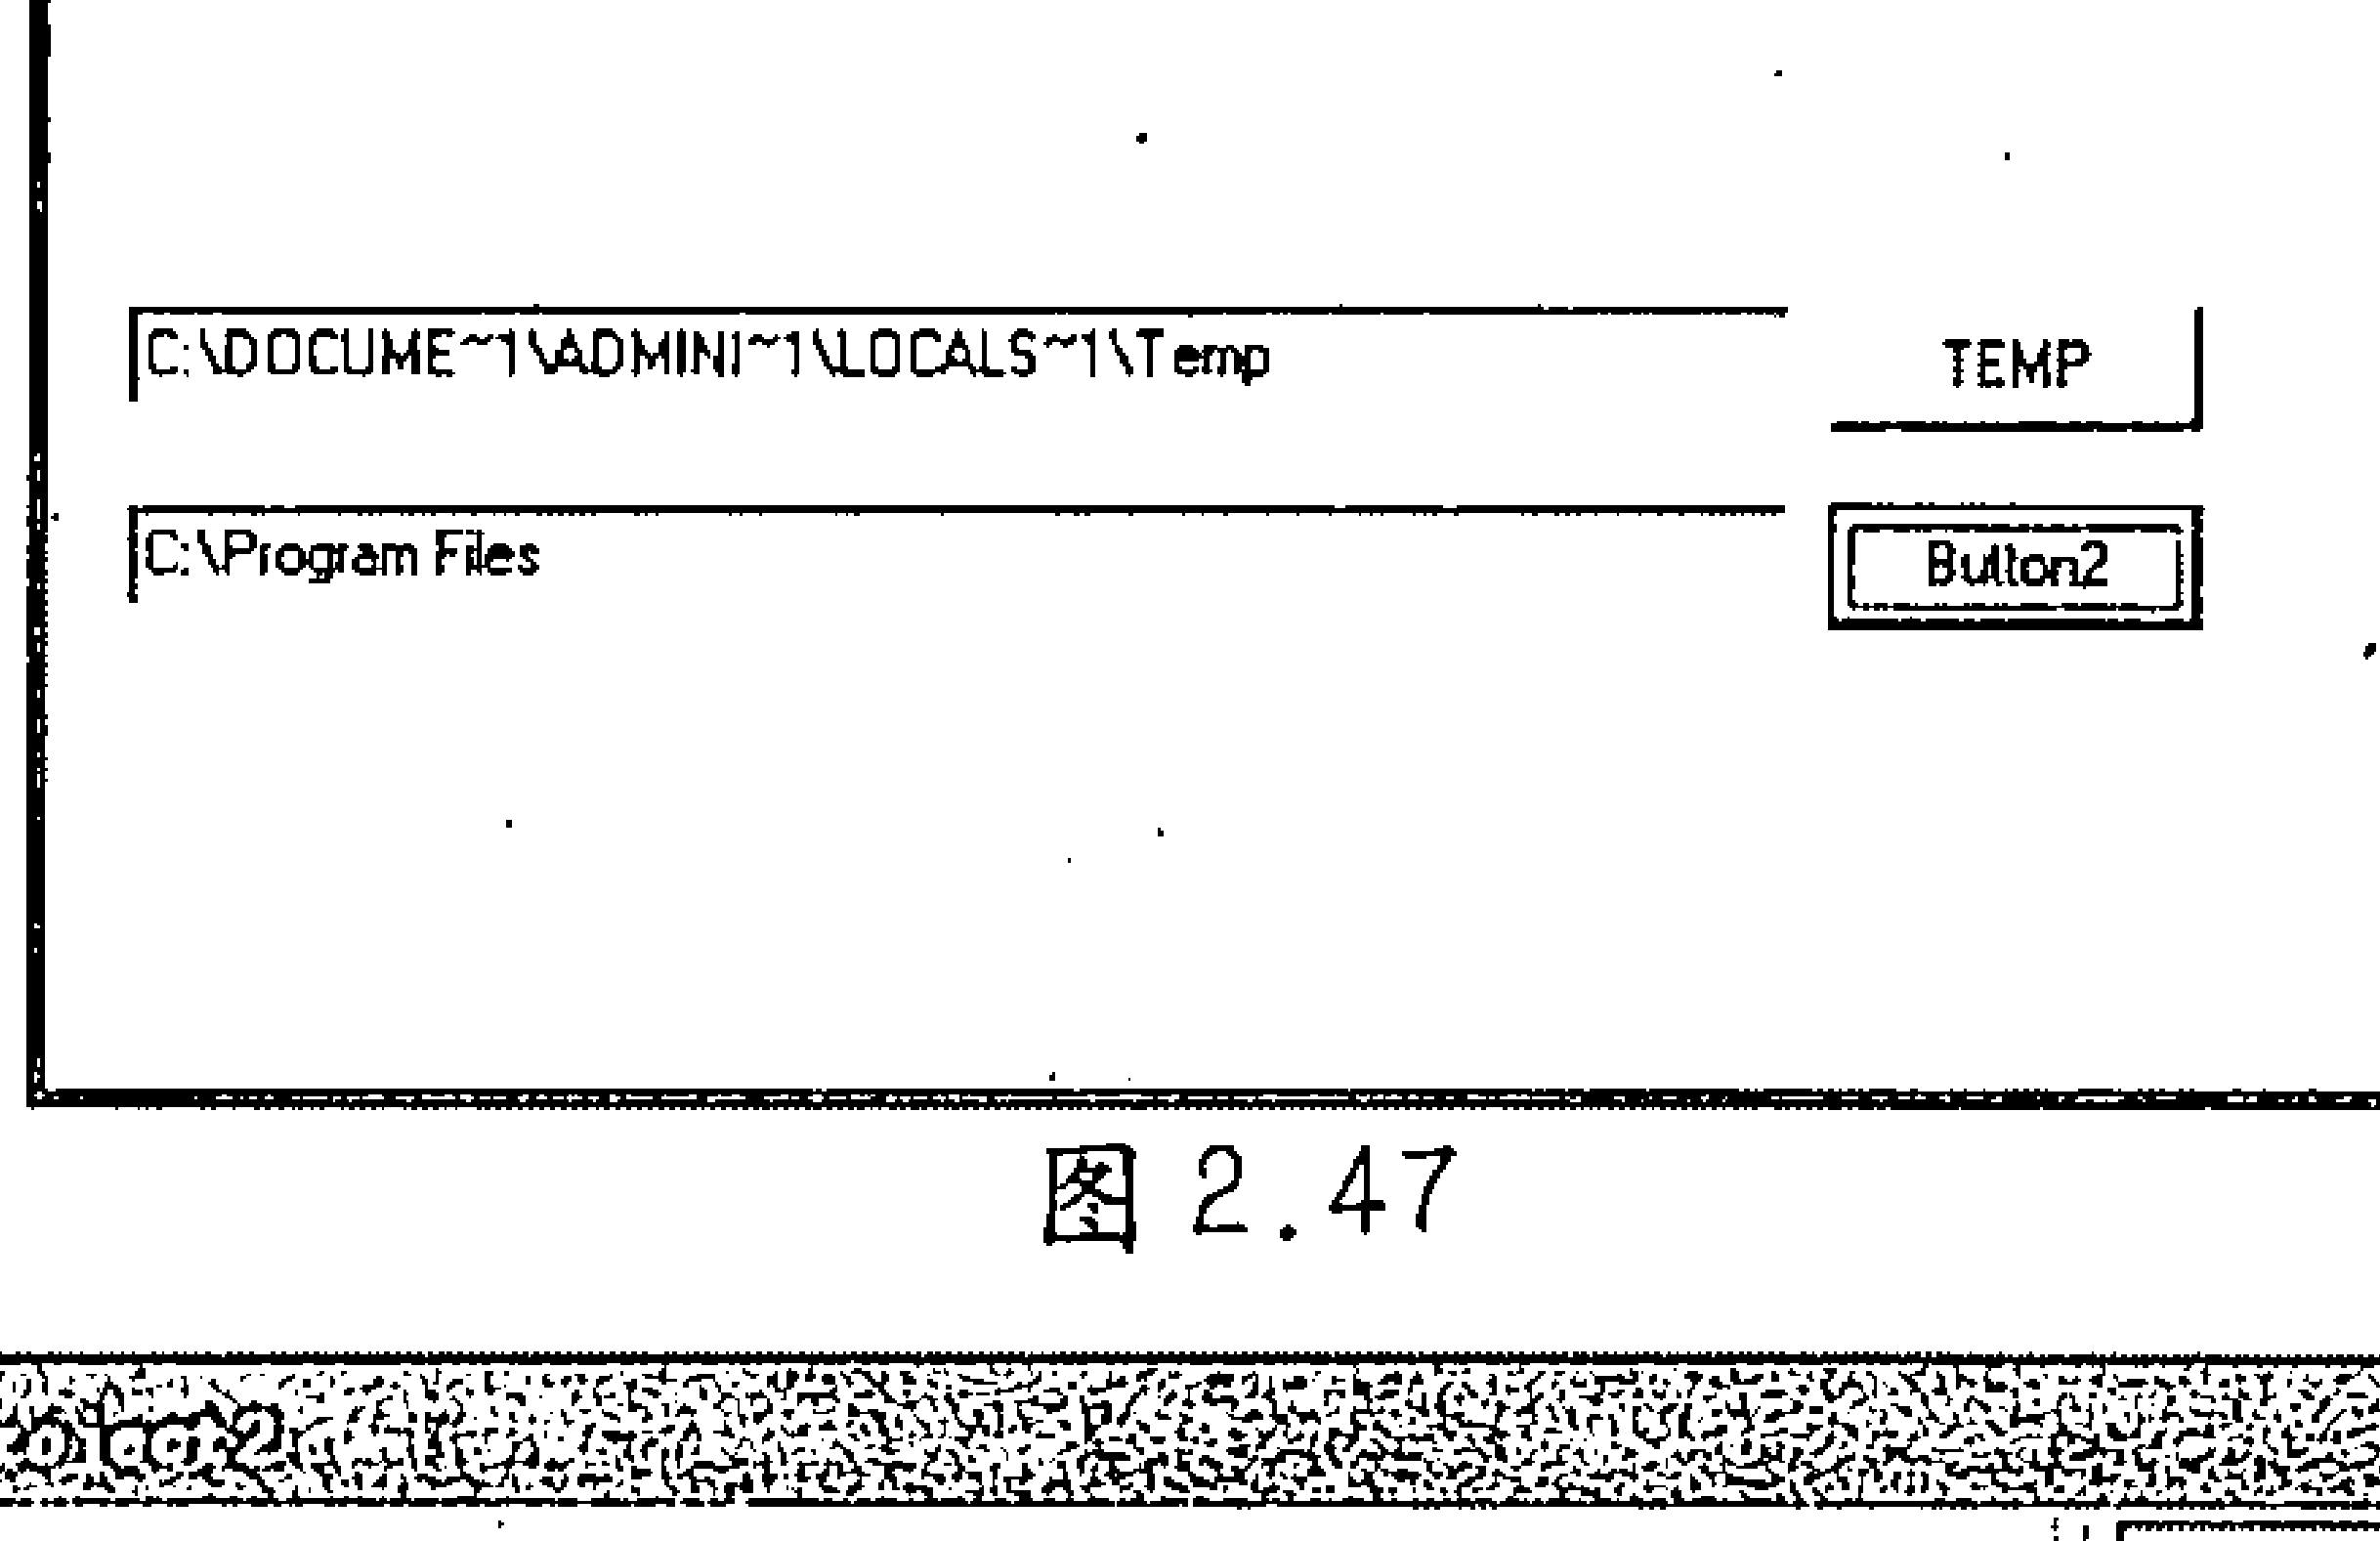 C:\DOCUME~1\ADMINI~1\LOCALS~1\Temp
TEMP
C:\Program Files
Button2
图 2.47